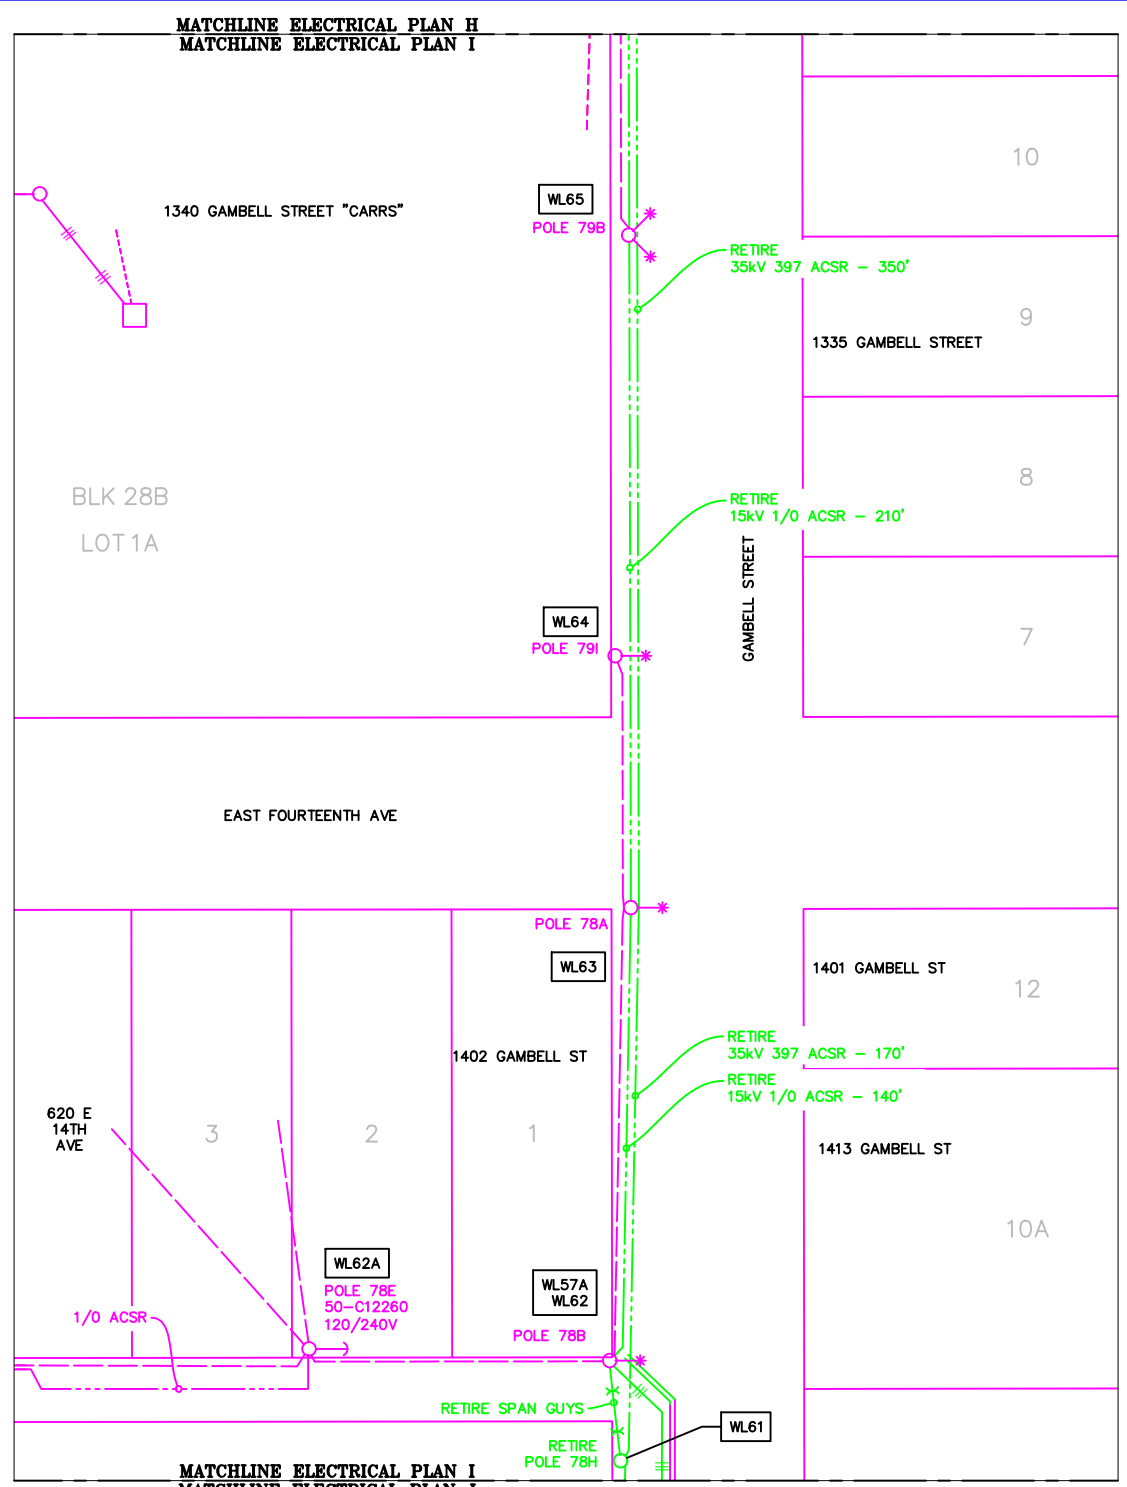 MATCHLINE ELECTRICAL PLAN H
MATCHLINE ELECTRICAL PLAN I
10
1340 GAMBELL STREET "CARRS"
WL65
POLE 79B
RETIRE
35kV 397 ACSR - 350'
9
1335 GAMBELL STREET
BLK 28B
LOT 1A
8
RETIRE
15kV 1/0 ACSR - 210'
GAMBELL STREET
WL64
POLE 79I
7
EAST FOURTEENTH AVE
POLE 78A
WL63
1401 GAMBELL ST
12
RETIRE
35kV 397 ACSR - 170'
RETIRE
15kV 1/0 ACSR - 140'
1402 GAMBELL ST
620 E
14TH
AVE
3
2
1
1413 GAMBELL ST
10A
WL62A
POLE 78E
50-C12260
120/240V
WL57A
WL62
POLE 78B
1/0 ACSR
RETIRE SPAN GUYS
WL61
RETIRE
POLE 78H
MATCHLINE ELECTRICAL PLAN I
MATCHLINE ELECTRICAL PLAN J